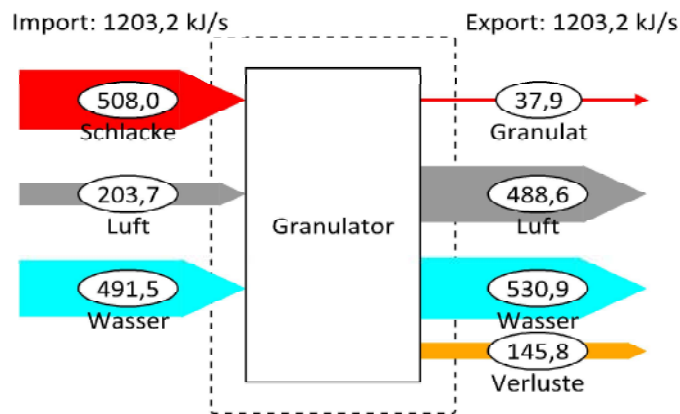 Import: 1203,2 kJ/s
Export: 1203,2 kJ/s
508,0
Schlacke
37,9
Granulat
203,7
Luft
Granulator
488,6
Luft
491,5
Wasser
530,9
Wasser
145,8
Verluste